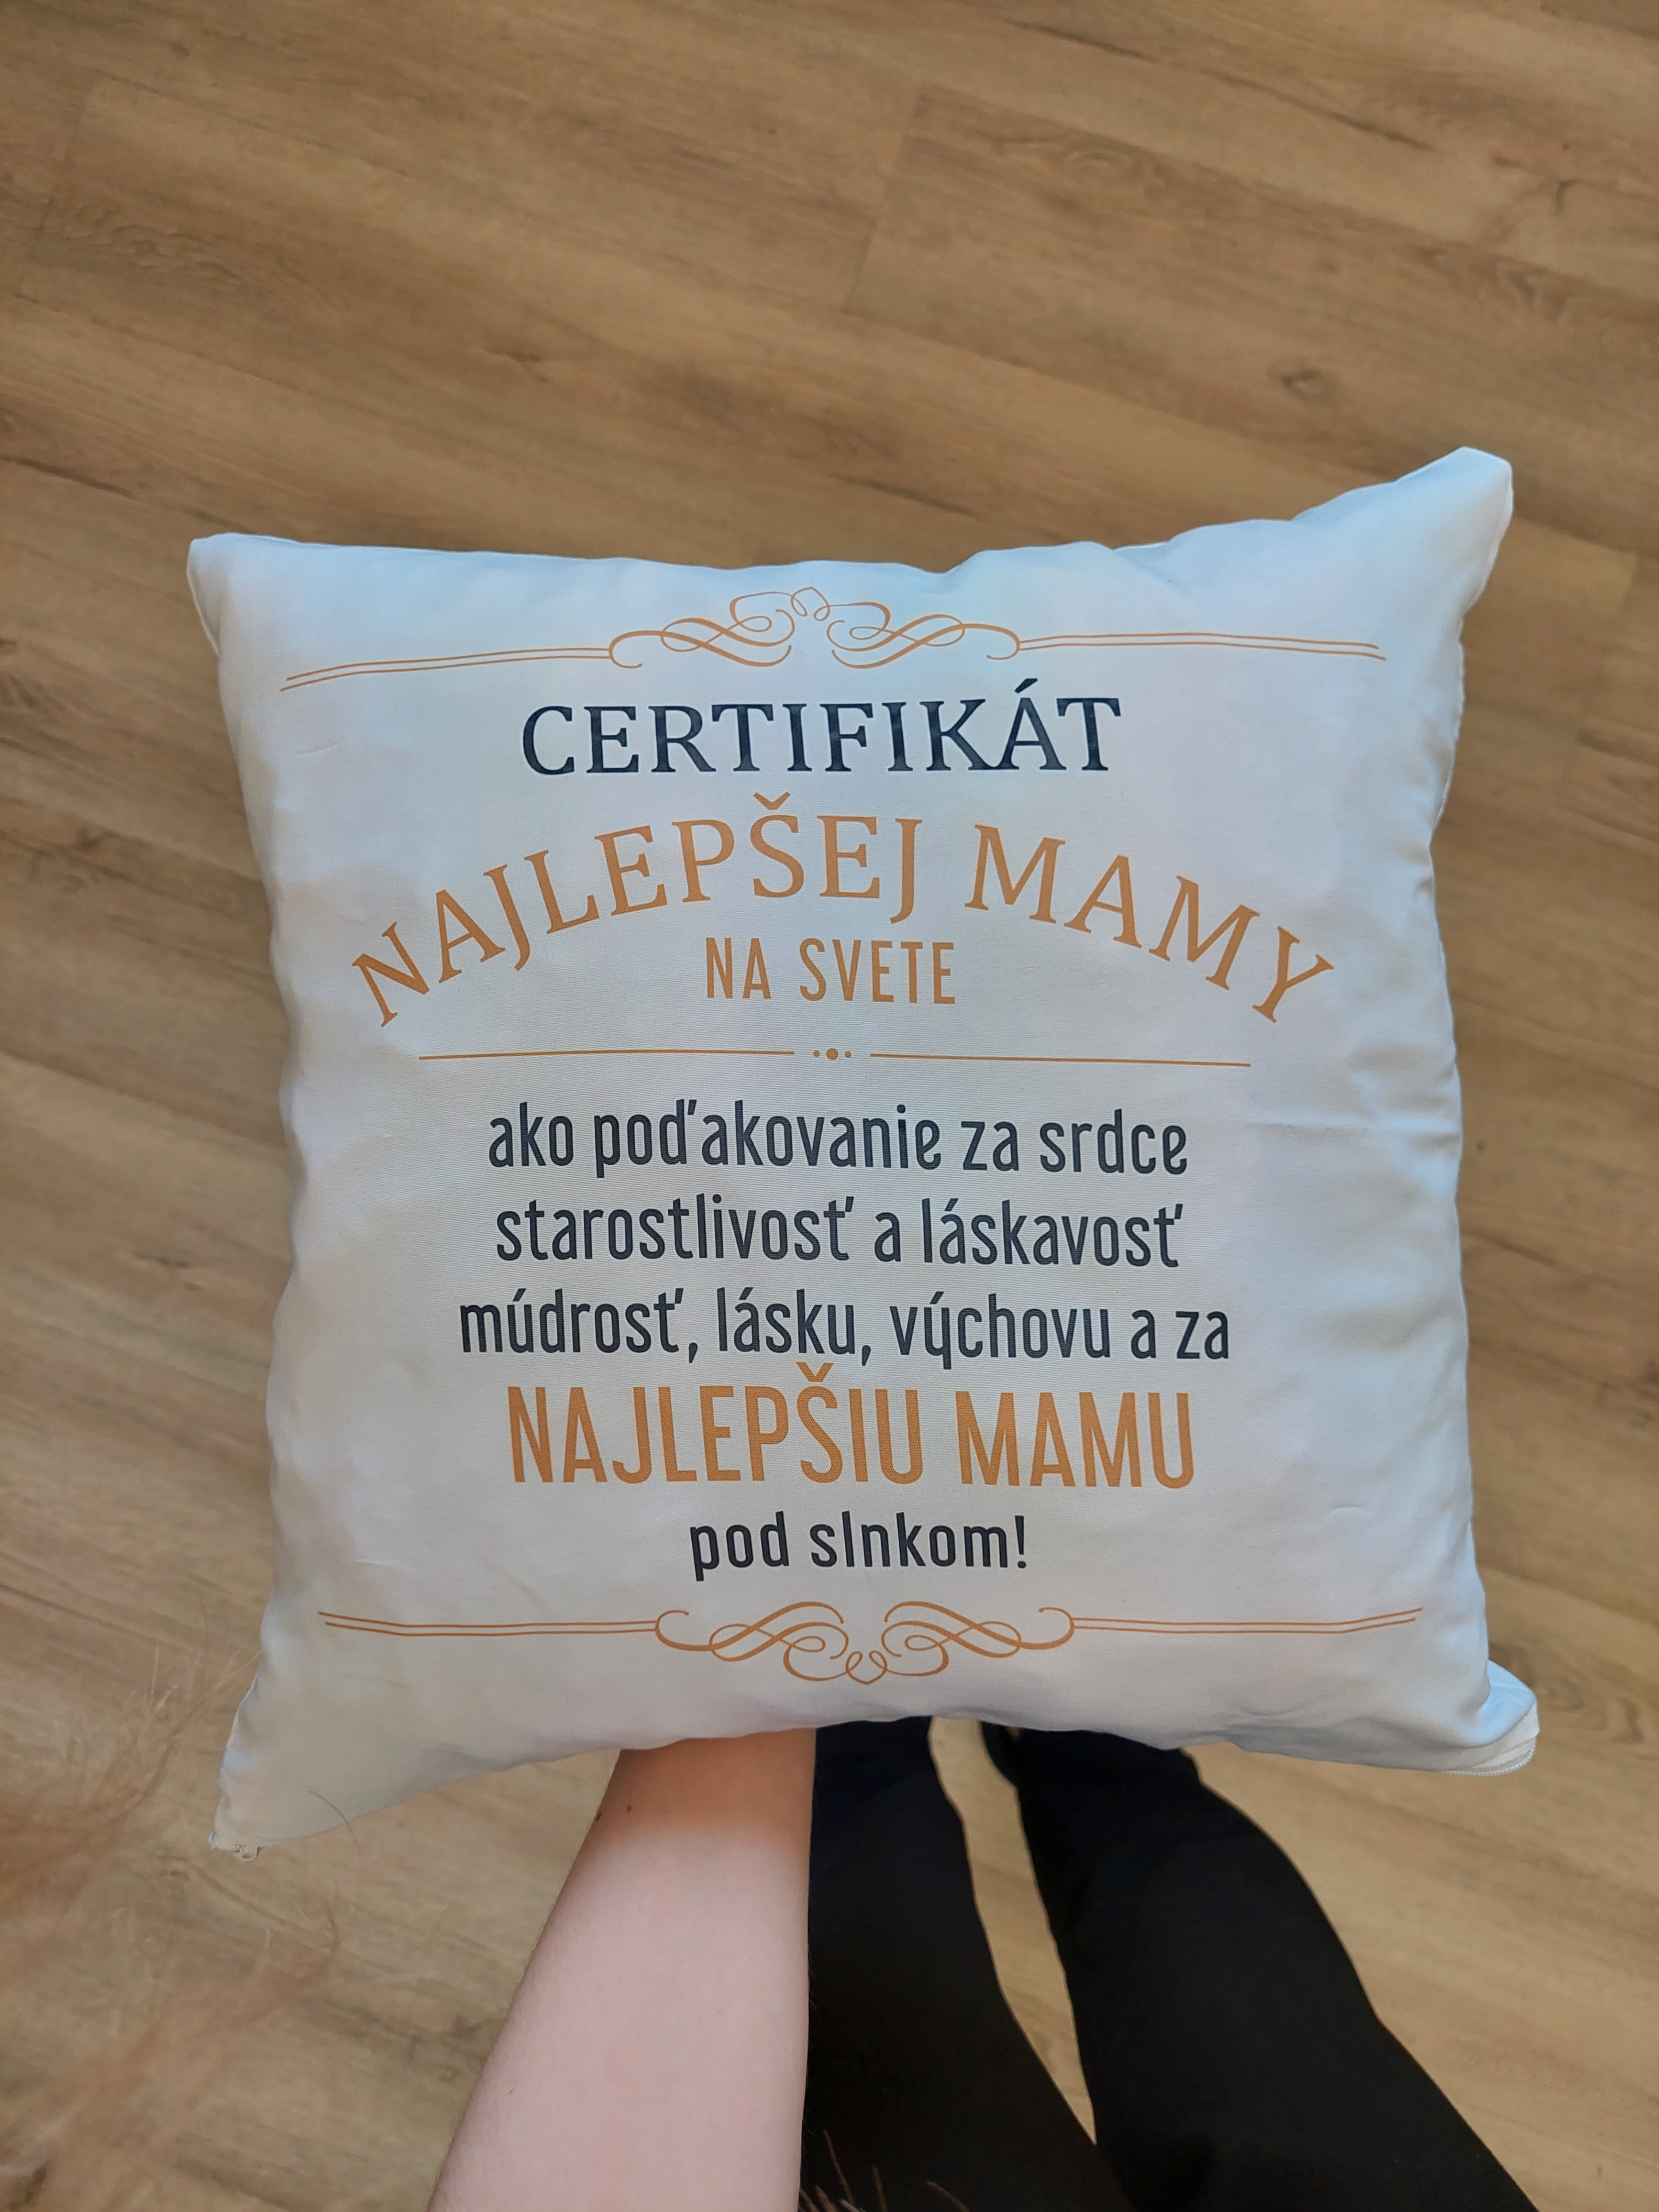 CERTIFIKÁT
NAJLEPŠEJ MAMY
NA SVETE
ako poďakovanie za srdce
starostlivosť a láskavosť
múdrosť, lásku, výchovu a za
NAJLEPŠIU MAMU
pod slnkom!